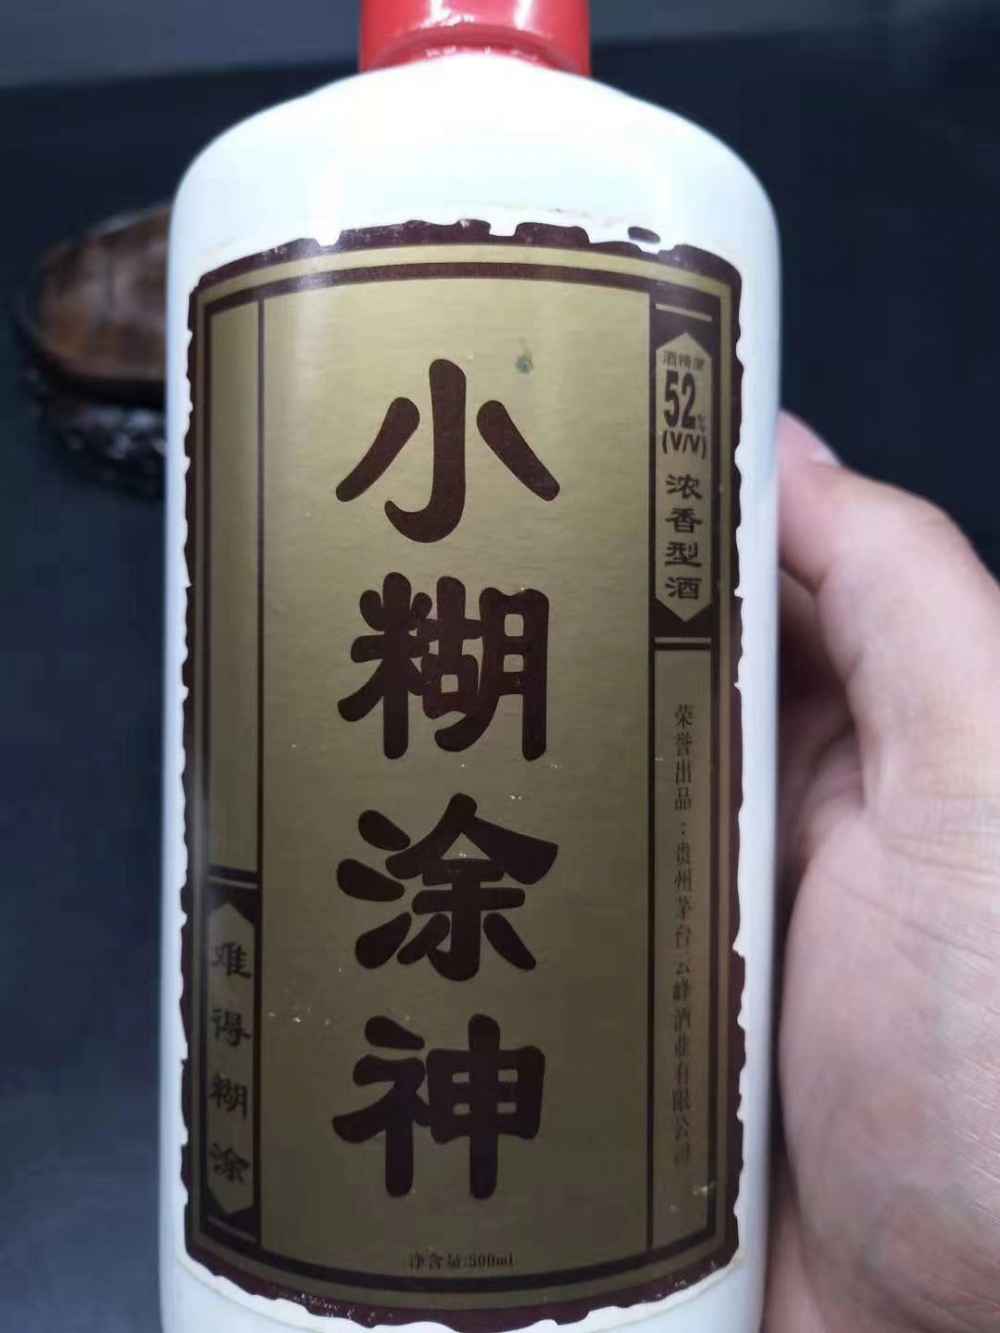 小糊涂神
酒精度
52%
(V/V)
浓香型酒
荣誉出品：贵州茅台云峰酒业有限公司
难得糊涂
净含量:500ml